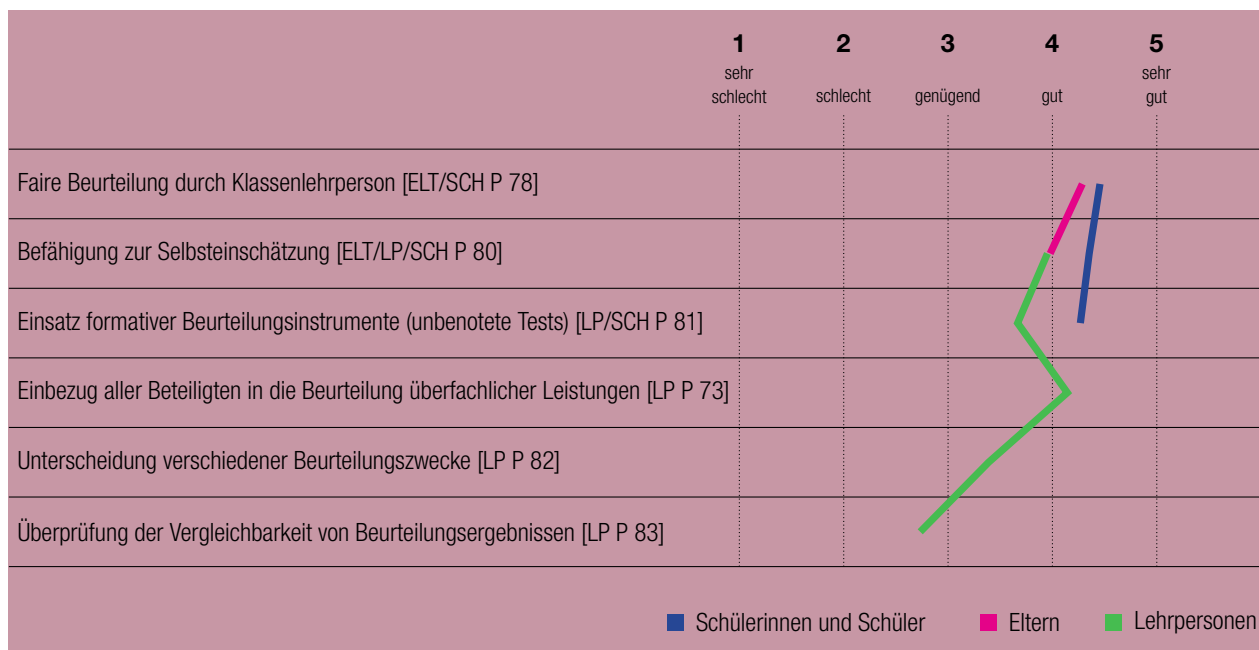 1 2 3 4 5
sehr schlecht schlecht genügend gut sehr gut
Faire Beurteilung durch Klassenlehrperson [ELT/SCH P 78]
Befähigung zur Selbsteinschätzung [ELT/LP/SCH P 80]
Einsatz formativer Beurteilungsinstrumente (unbenotete Tests) [LP/SCH P 81]
Einbezug aller Beteiligten in die Beurteilung überfachlicher Leistungen [LP P 73]
Unterscheidung verschiedener Beurteilungszwecke [LP P 82]
Überprüfung der Vergleichbarkeit von Beurteilungsergebnissen [LP P 83]
Schülerinnen und Schüler Eltern Lehrpersonen